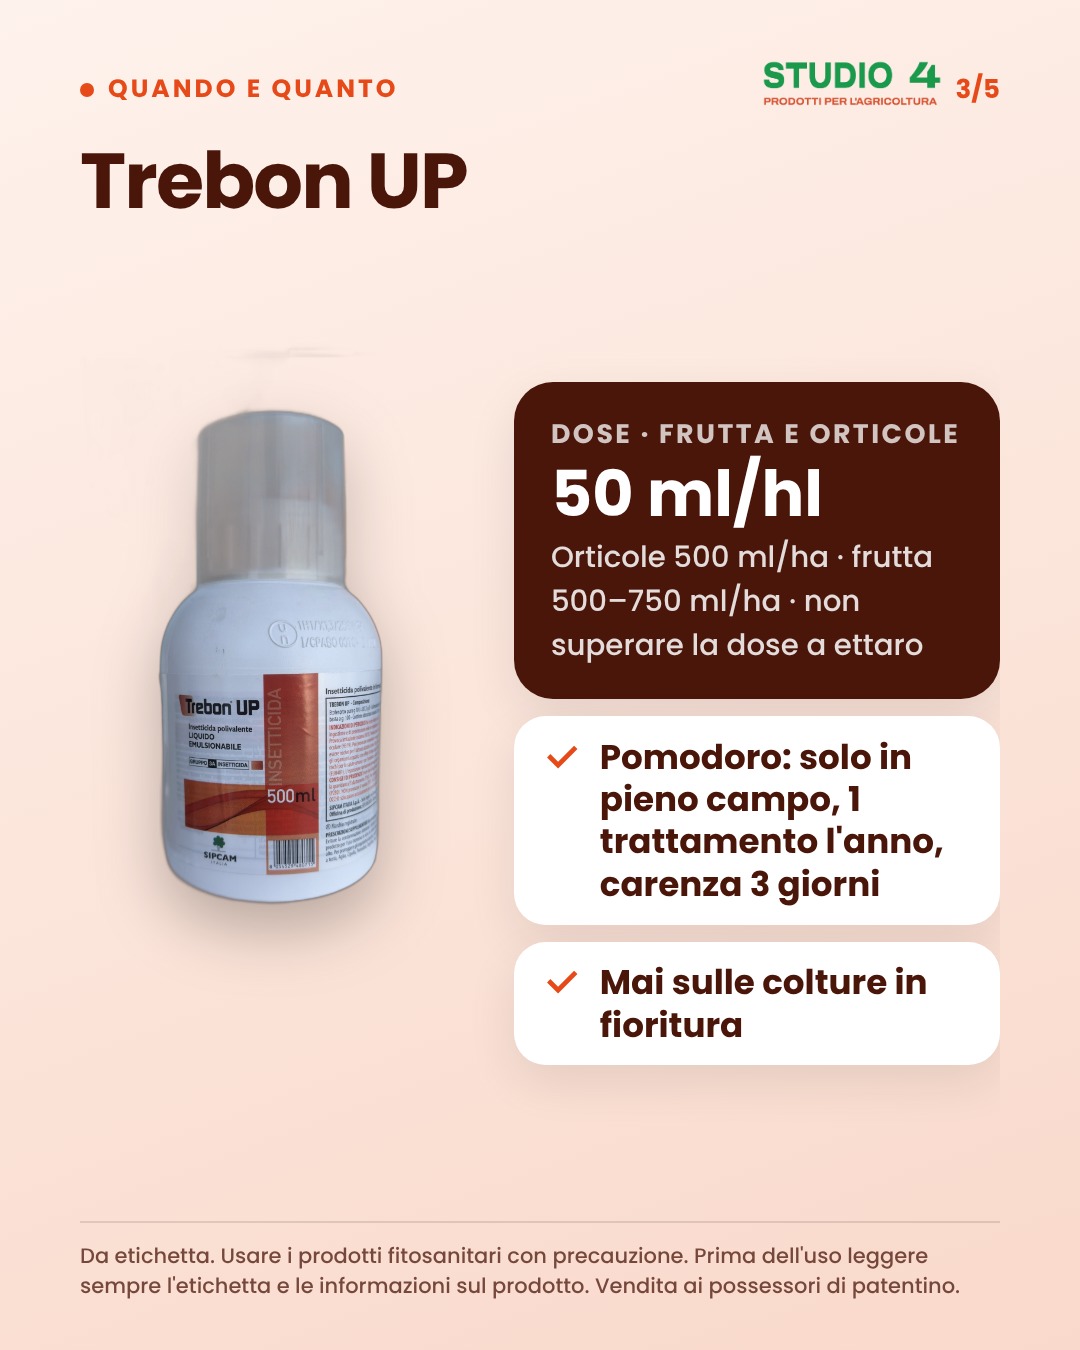 QUANDO E QUANTO
STUDIO 4
PRODOTTI PER L'AGRICOLTURA
3/5
Trebon UP
DOSE · FRUTTA E ORTICOLE
50 ml/hl
Orticole 500 ml/ha · frutta
500–750 ml/ha · non
superare la dose a ettaro
Pomodoro: solo in
pieno campo, 1
trattamento l'anno,
carenza 3 giorni
Mai sulle colture in
fioritura
Trebon UP
Insetticida polivalente
LIQUIDO
EMULSIONABILE
GRUPPO 3A INSETTICIDA
INSETTICIDA
500ml
SIPCAM
ITALIA
Da etichetta. Usare i prodotti fitosanitari con precauzione. Prima dell'uso leggere
sempre l'etichetta e le informazioni sul prodotto. Vendita ai possessori di patentino.